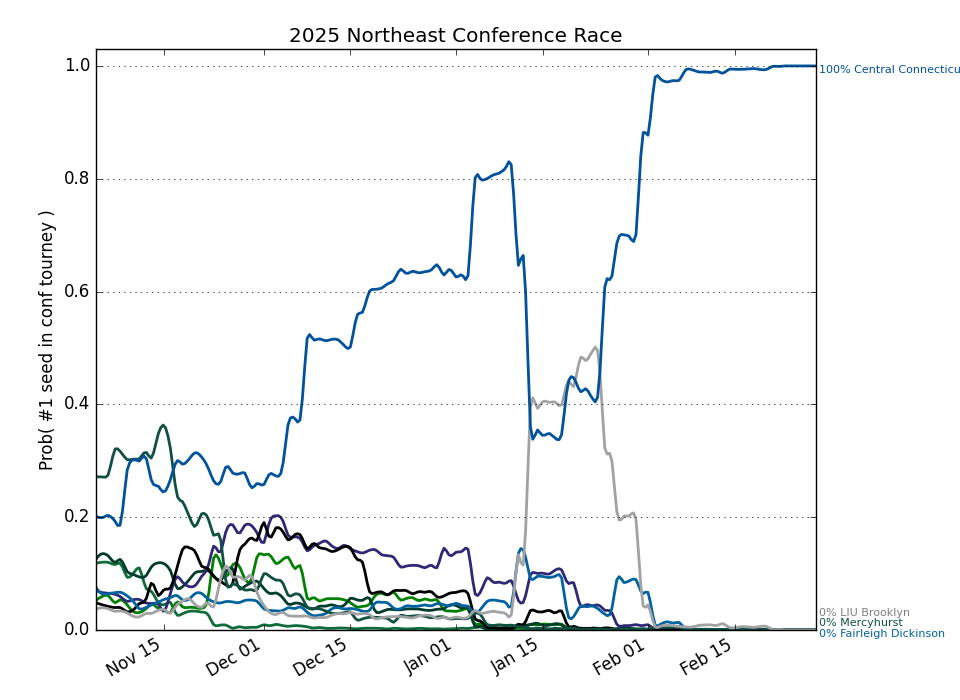 2025 Northeast Conference Race
Prob( #1 seed in conf tourney )
1.0
0.8
0.6
0.4
0.2
0.0
Nov 15
Dec 01
Dec 15
Jan 01
Jan 15
Feb 01
Feb 15
100% Central Connecticu
0% LIU Brooklyn
0% Mercyhurst
0% Fairleigh Dickinson